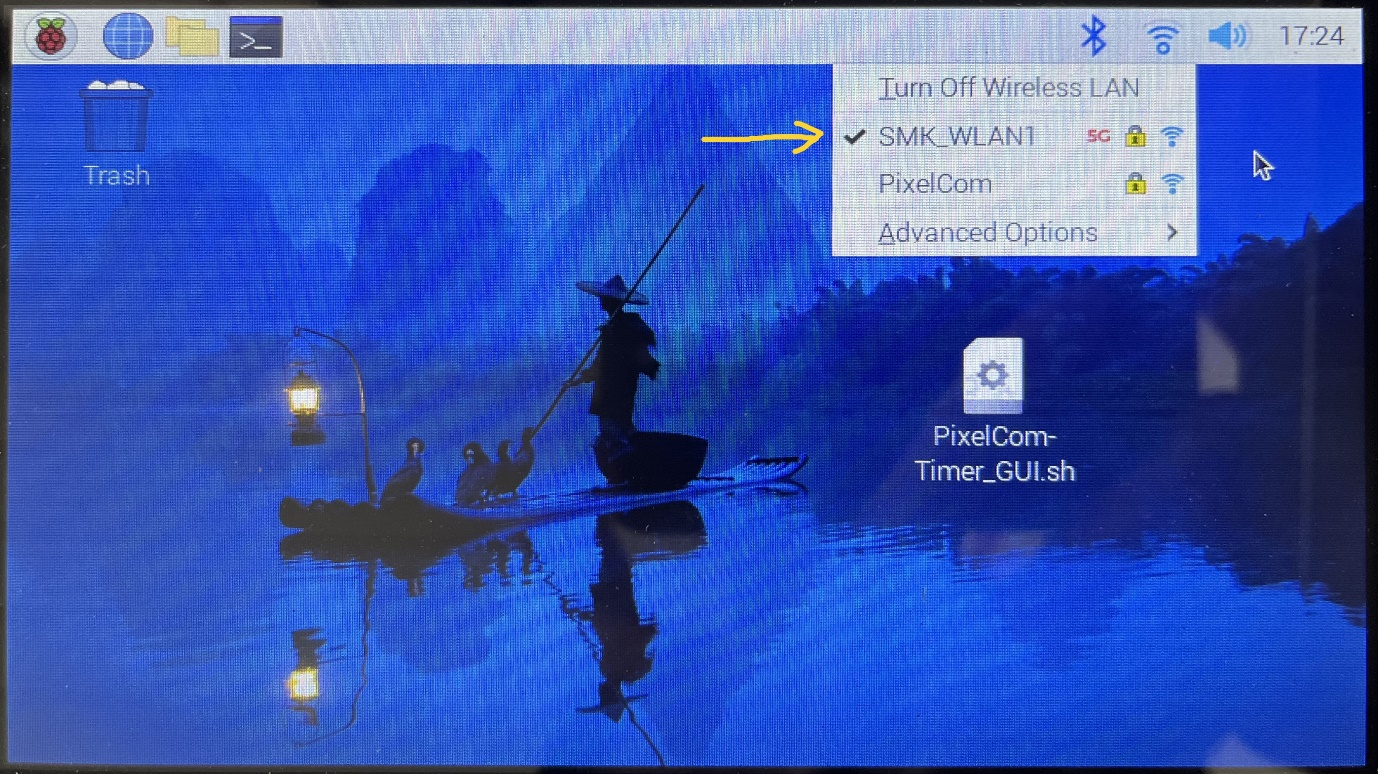 >_
17:24
Turn Off Wireless LAN
SMK_WLAN1 5G
PixelCom
Advanced Options
Trash
PixelCom-
Timer_GUI.sh